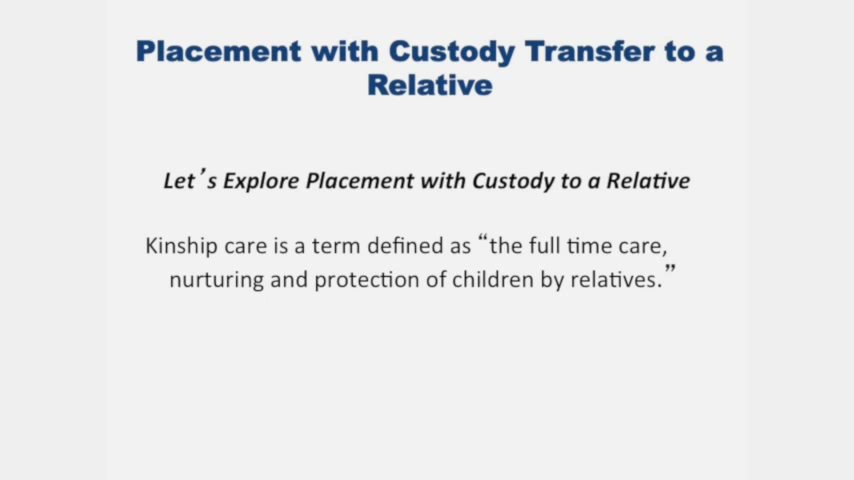 Placement with Custody Transfer to a
Relative
Let’s Explore Placement with Custody to a Relative
Kinship care is a term defined as “the full time care,
nurturing and protection of children by relatives.”